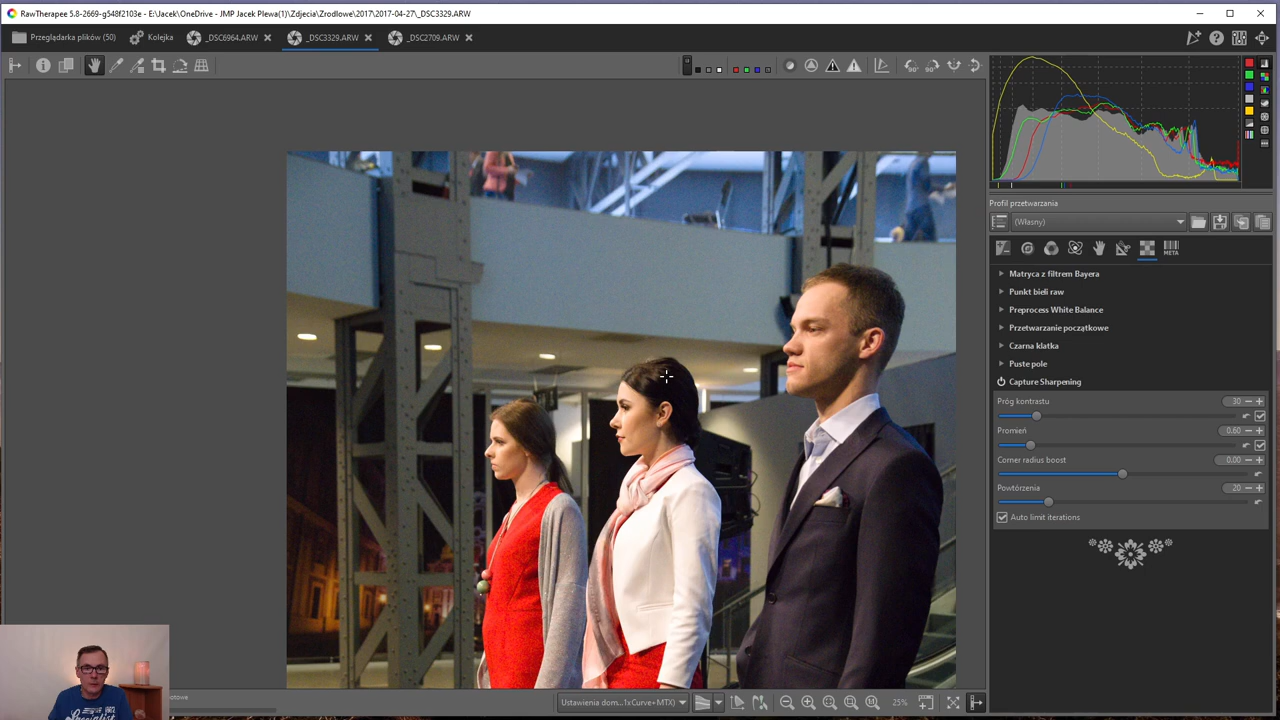 RawTherapee 5.8-2669-g548f2103e - E:\Jacek\OneDrive - JMP Jacek Plewa(1)\Zdjecia\Zrodlowe\2017\2017-04-27\_DSC3329.ARW
Przeglądarka plików (50) Kolejka _DSC6964.ARW _DSC3329.ARW _DSC2709.ARW
Profil przetwarzania
(Własny)
META
Matryca z filtrem Bayera
Punkt bieli raw
Preprocess White Balance
Przetwarzanie początkowe
Czarna klatka
Puste pole
Capture Sharpening
Próg kontrastu 30
Promień 0.60
Corner radius boost 0.00
Powtórzenia 20
Auto limit iterations
Ustawienia dom...1xCurve+MTX) 25%